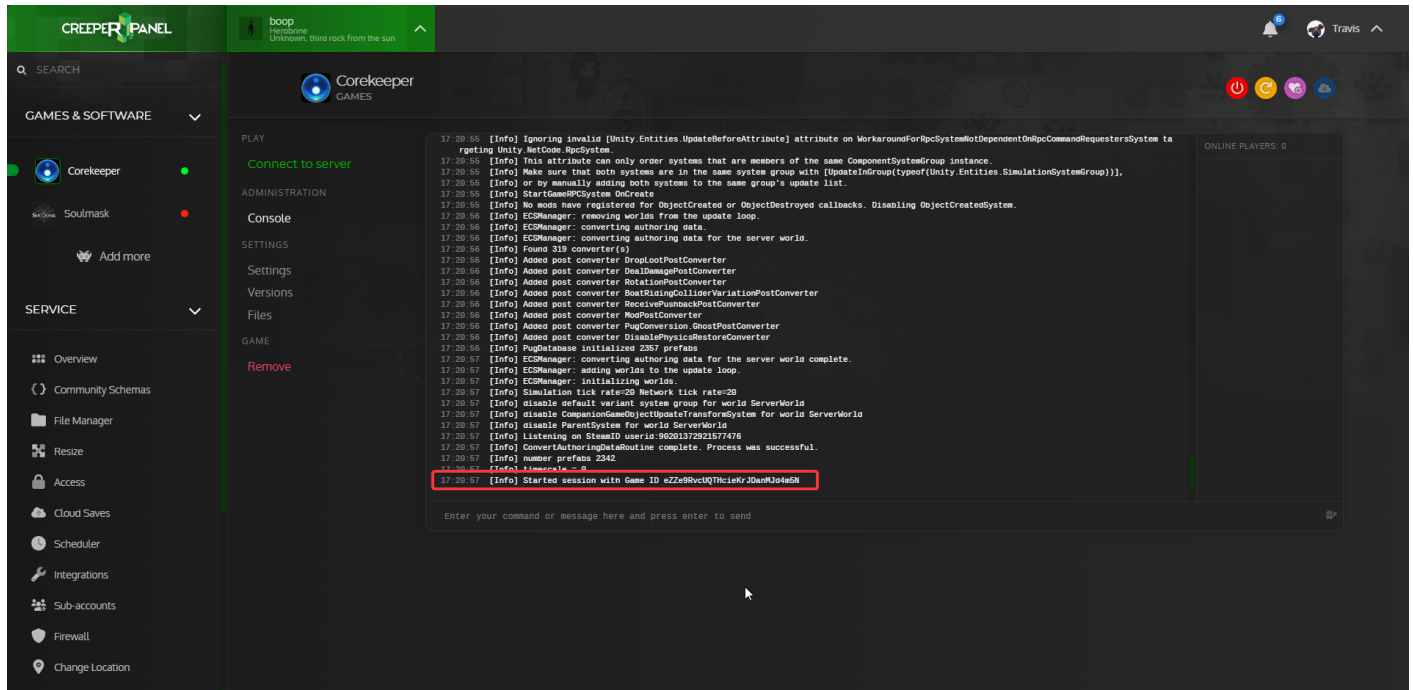 CREEPER PANEL
boop
Herobrine
Unknown, third rock from the sun
6
Travis
SEARCH
GAMES & SOFTWARE
Corekeeper
Soulmask
Add more
SERVICE
Overview
Community Schemas
File Manager
Resize
Access
Cloud Saves
Scheduler
Integrations
Sub-accounts
Firewall
Change Location
Corekeeper
GAMES
PLAY
Connect to server
ADMINISTRATION
Console
SETTINGS
Settings
Versions
Files
GAME
Remove
17:20:55 [Info] Ignoring invalid [Unity.Entities.UpdateBeforeAttribute] attribute on WorkaroundForRpcSystemNotDependentOnRpcCommandRequestersSystem ta
rgeting Unity.NetCode.RpcSystem.
17:20:55 [Info] This attribute can only order systems that are members of the same ComponentSystemGroup instance.
17:20:55 [Info] Make sure that both systems are in the same system group with [UpdateInGroup(typeof(Unity.Entities.SimulationSystemGroup))],
17:20:55 [Info] or by manually adding both systems to the same group's update list.
17:20:55 [Info] StartGameRPCSystem OnCreate
17:20:55 [Info] No mods have registered for ObjectCreated or ObjectDestroyed callbacks. Disabling ObjectCreatedSystem.
17:20:56 [Info] ECSManager: removing worlds from the update loop.
17:20:56 [Info] ECSManager: converting authoring data.
17:20:56 [Info] ECSManager: converting authoring data for the server world.
17:20:56 [Info] Found 319 converter(s)
17:20:56 [Info] Added post converter DropLootPostConverter
17:20:56 [Info] Added post converter DealDamagePostConverter
17:20:56 [Info] Added post converter RotationPostConverter
17:20:56 [Info] Added post converter BoatRidingColliderVariationPostConverter
17:20:56 [Info] Added post converter ReceivePushbackPostConverter
17:20:56 [Info] Added post converter ModPostConverter
17:20:56 [Info] Added post converter PugConversion.GhostPostConverter
17:20:56 [Info] Added post converter DisablePhysicsRestoreConverter
17:20:56 [Info] PugDatabase initialized 2357 prefabs
17:20:57 [Info] ECSManager: converting authoring data for the server world complete.
17:20:57 [Info] ECSManager: adding worlds to the update loop.
17:20:57 [Info] ECSManager: initializing worlds.
17:20:57 [Info] Simulation tick rate=20 Network tick rate=20
17:20:57 [Info] disable default variant system group for world ServerWorld
17:20:57 [Info] disable CompanionGameObjectUpdateTransformSystem for world ServerWorld
17:20:57 [Info] disable ParentSystem for world ServerWorld
17:20:57 [Info] Listening on SteamID userid:90201372921577476
17:20:57 [Info] ConvertAuthoringDataRoutine complete. Process was successful.
17:20:57 [Info] number prefabs 2342
17:20:57 [Info] timescale = 0
17:20:57 [Info] Started session with Game ID eZZe9RvcUQTHcieKrJDanMJd4m5N
Enter your command or message here and press enter to send
ONLINE PLAYERS: 0